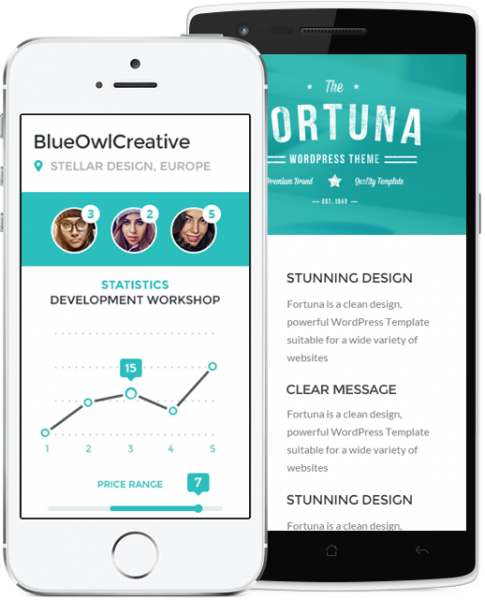 BlueOwlCreative
STELLAR DESIGN, EUROPE
3
2
5
STATISTICS
DEVELOPMENT WORKSHOP
15
1
2
3
4
5
PRICE RANGE
7
The
ORTUNA
WORDPRESS THEME
Premium Brand
Quality Template
EST. 1945
STUNNING DESIGN
Fortuna is a clean design,
powerful WordPress Template
suitable for a wide variety of
websites
CLEAR MESSAGE
Fortuna is a clean design,
powerful WordPress Template
suitable for a wide variety of
websites
STUNNING DESIGN
Fortuna is a clean design,